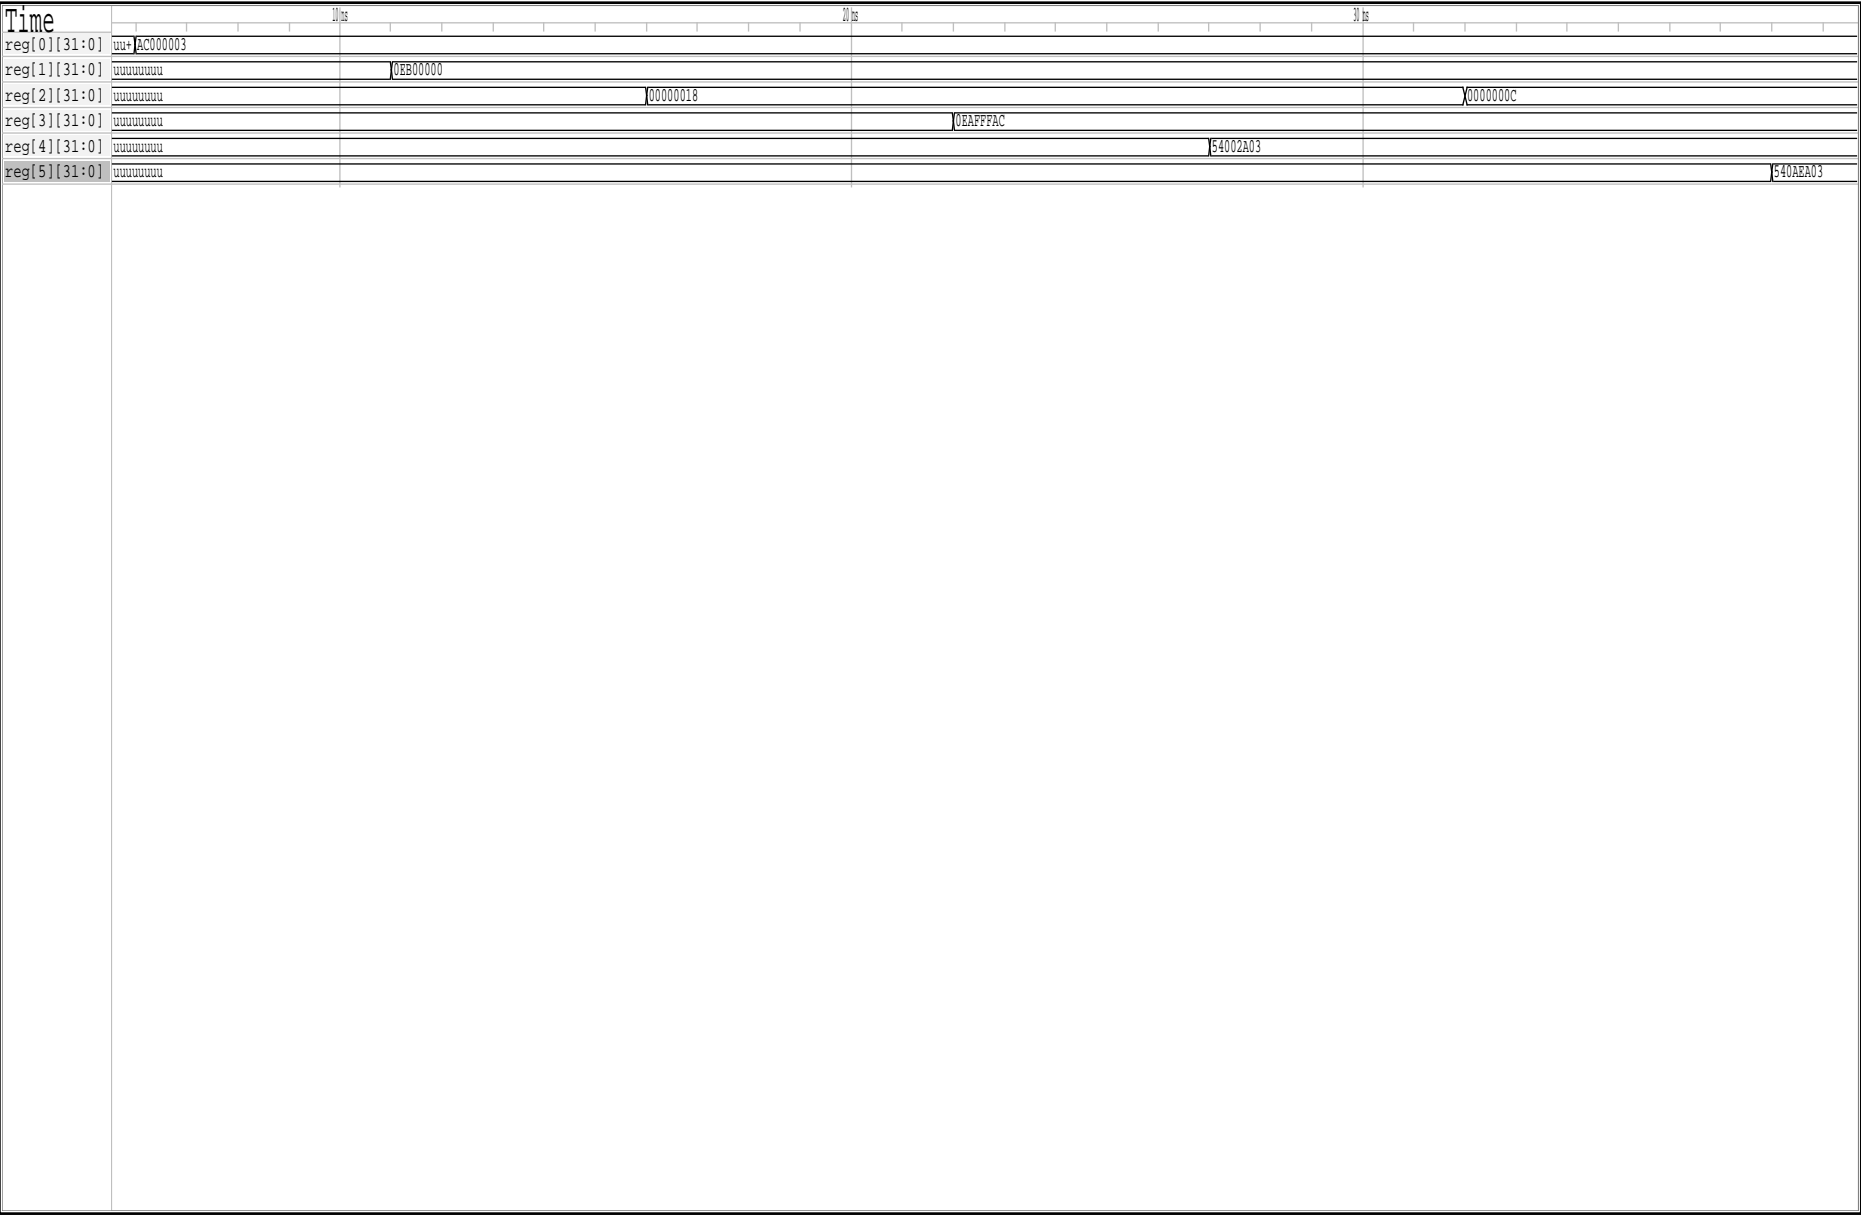 Time 10 ns 20 ns 30 ns
reg[0][31:0] uu+ AC000003
reg[1][31:0] uuuuuuuu 0EB00000
reg[2][31:0] uuuuuuuu 00000018 0000000C
reg[3][31:0] uuuuuuuu 0EAFFFAC
reg[4][31:0] uuuuuuuu 54002A03
reg[5][31:0] uuuuuuuu 540AEA03